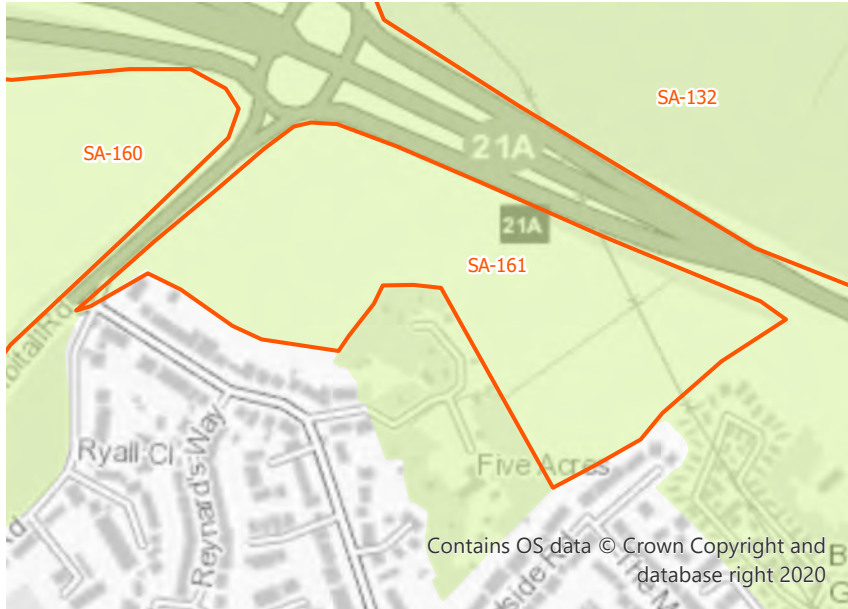 SA-132
21A
SA-160
21A
SA-161
Ryall Cl
Reynards Way
Five Acres
Contains OS data © Crown Copyright and
database right 2020